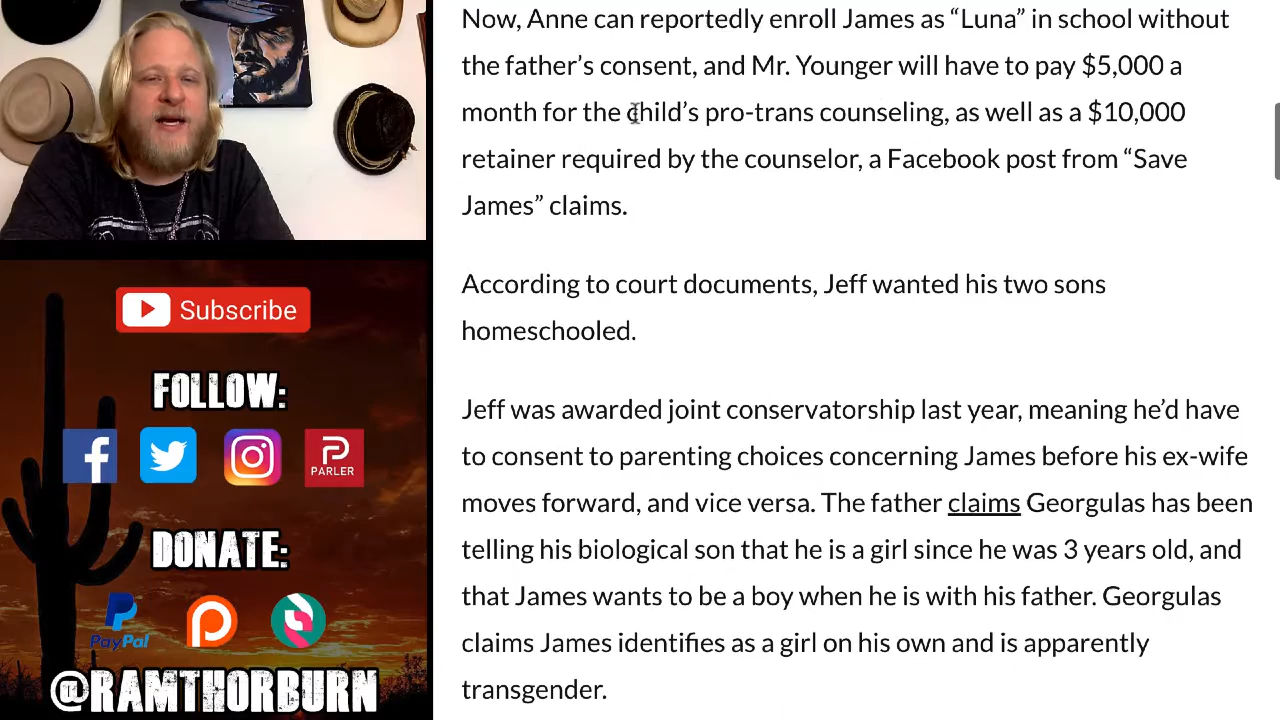 Now, Anne can reportedly enroll James as “Luna” in school without
the father’s consent, and Mr. Younger will have to pay $5,000 a
month for the child’s pro-trans counseling, as well as a $10,000
retainer required by the counselor, a Facebook post from “Save
James” claims.
According to court documents, Jeff wanted his two sons
homeschooled.
Jeff was awarded joint conservatorship last year, meaning he’d have
to consent to parenting choices concerning James before his ex-wife
moves forward, and vice versa. The father claims Georgulas has been
telling his biological son that he is a girl since he was 3 years old, and
that James wants to be a boy when he is with his father. Georgulas
claims James identifies as a girl on his own and is apparently
transgender.
Subscribe
FOLLOW:
PARLER
DONATE:
PayPal
@RAMTHORBURN